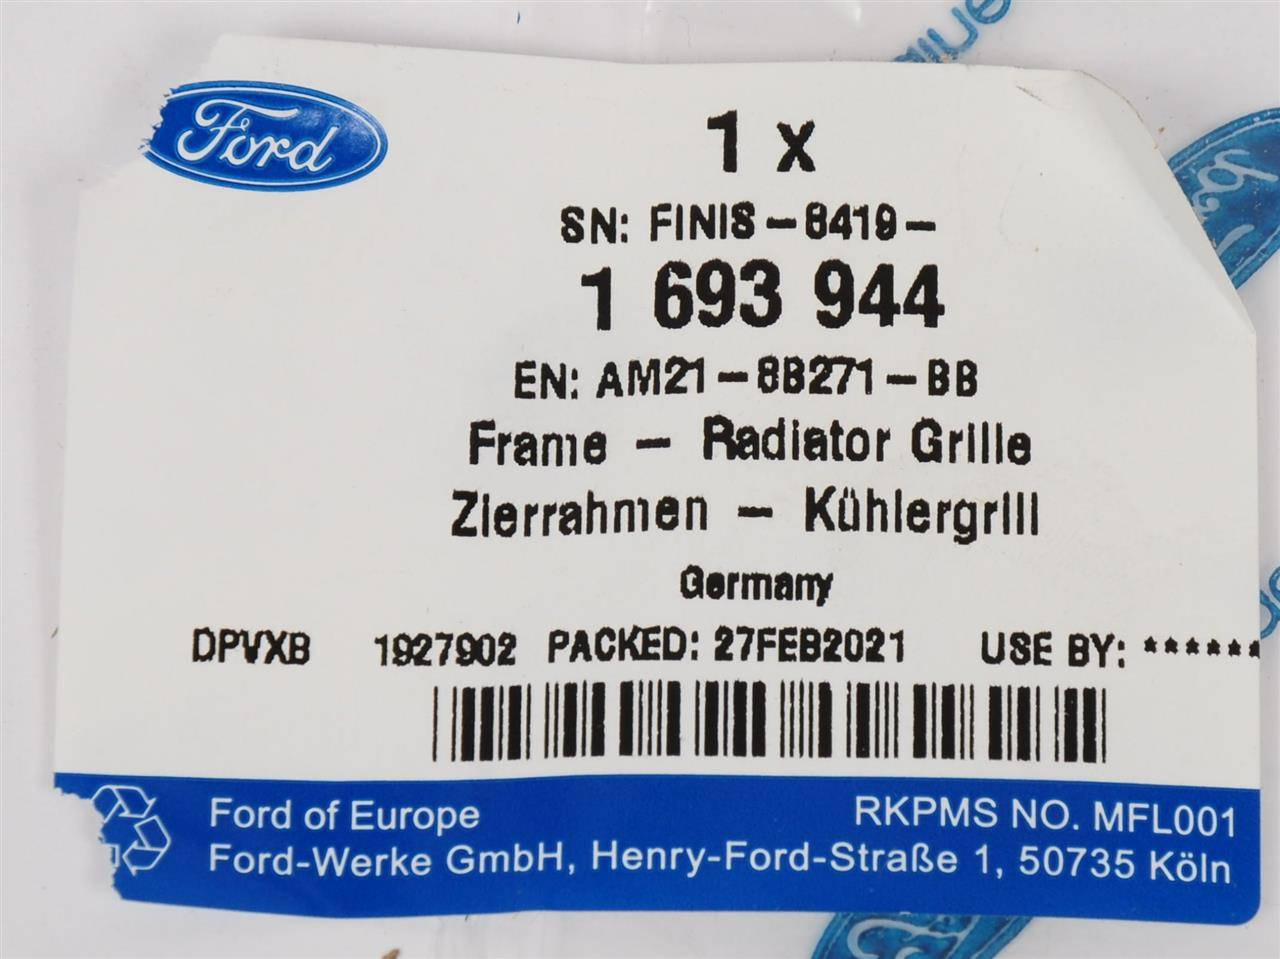 Ford
1 x
SN: FINIS-8419-
1 693 944
EN: AM21-8B271-BB
Frame - Radiator Grille
Zierrahmen - Kühlergrill
Germany
DPVXB 1927902 PACKED: 27FEB2021 USE BY: ******
Ford of Europe RKPMS NO. MFL001
Ford-Werke GmbH, Henry-Ford-Straße 1, 50735 Köln